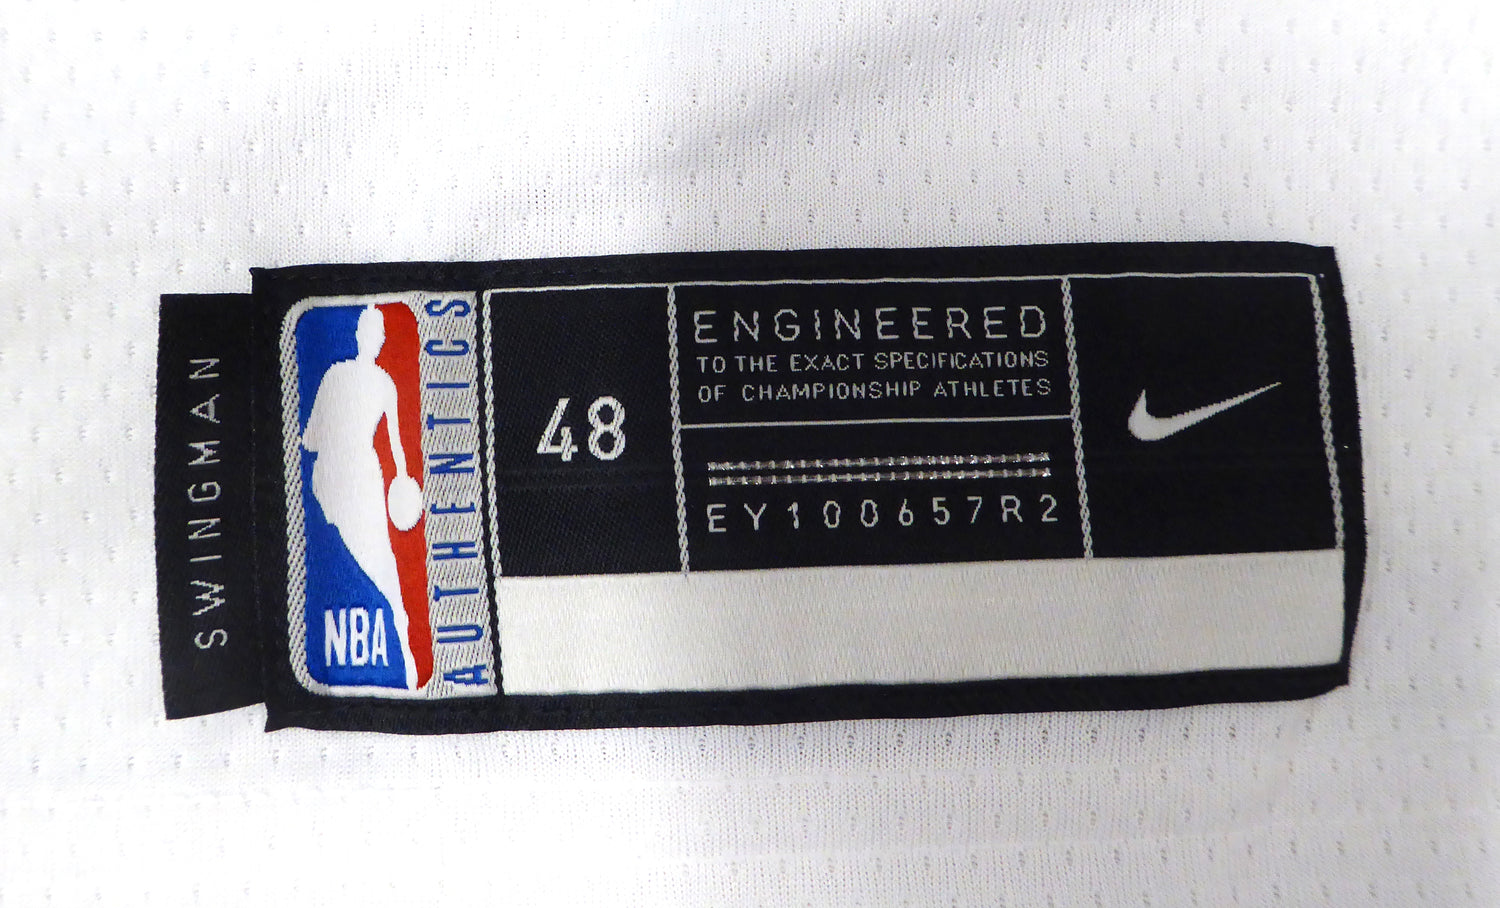 SWINGMAN
NBA
AUTHENTICS
48
ENGINEERED
TO THE EXACT SPECIFICATIONS
OF CHAMPIONSHIP ATHLETES
EY100657R2